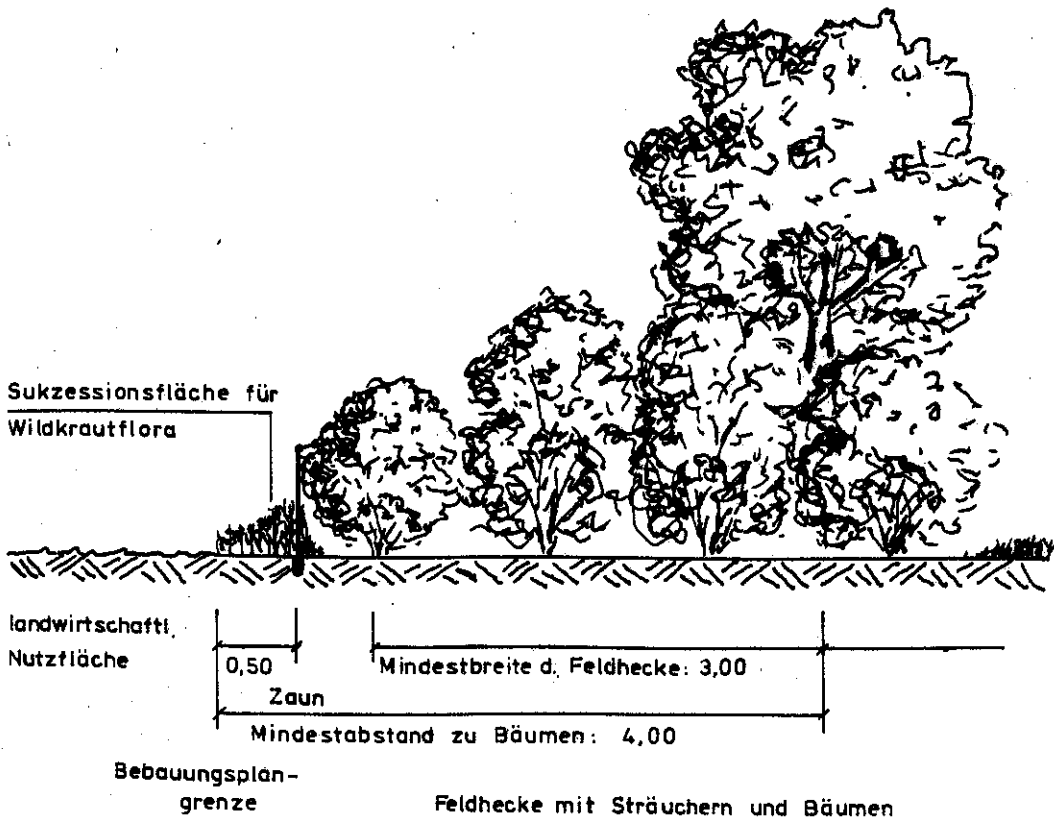 Sukzessionsfläche für
Wildkrautflora
landwirtschaftl.
Nutzfläche
0,50
Mindestbreite d. Feldhecke: 3,00
Zaun
Mindestabstand zu Bäumen: 4,00
Bebauungsplan-
grenze
Feldhecke mit Sträuchern und Bäumen